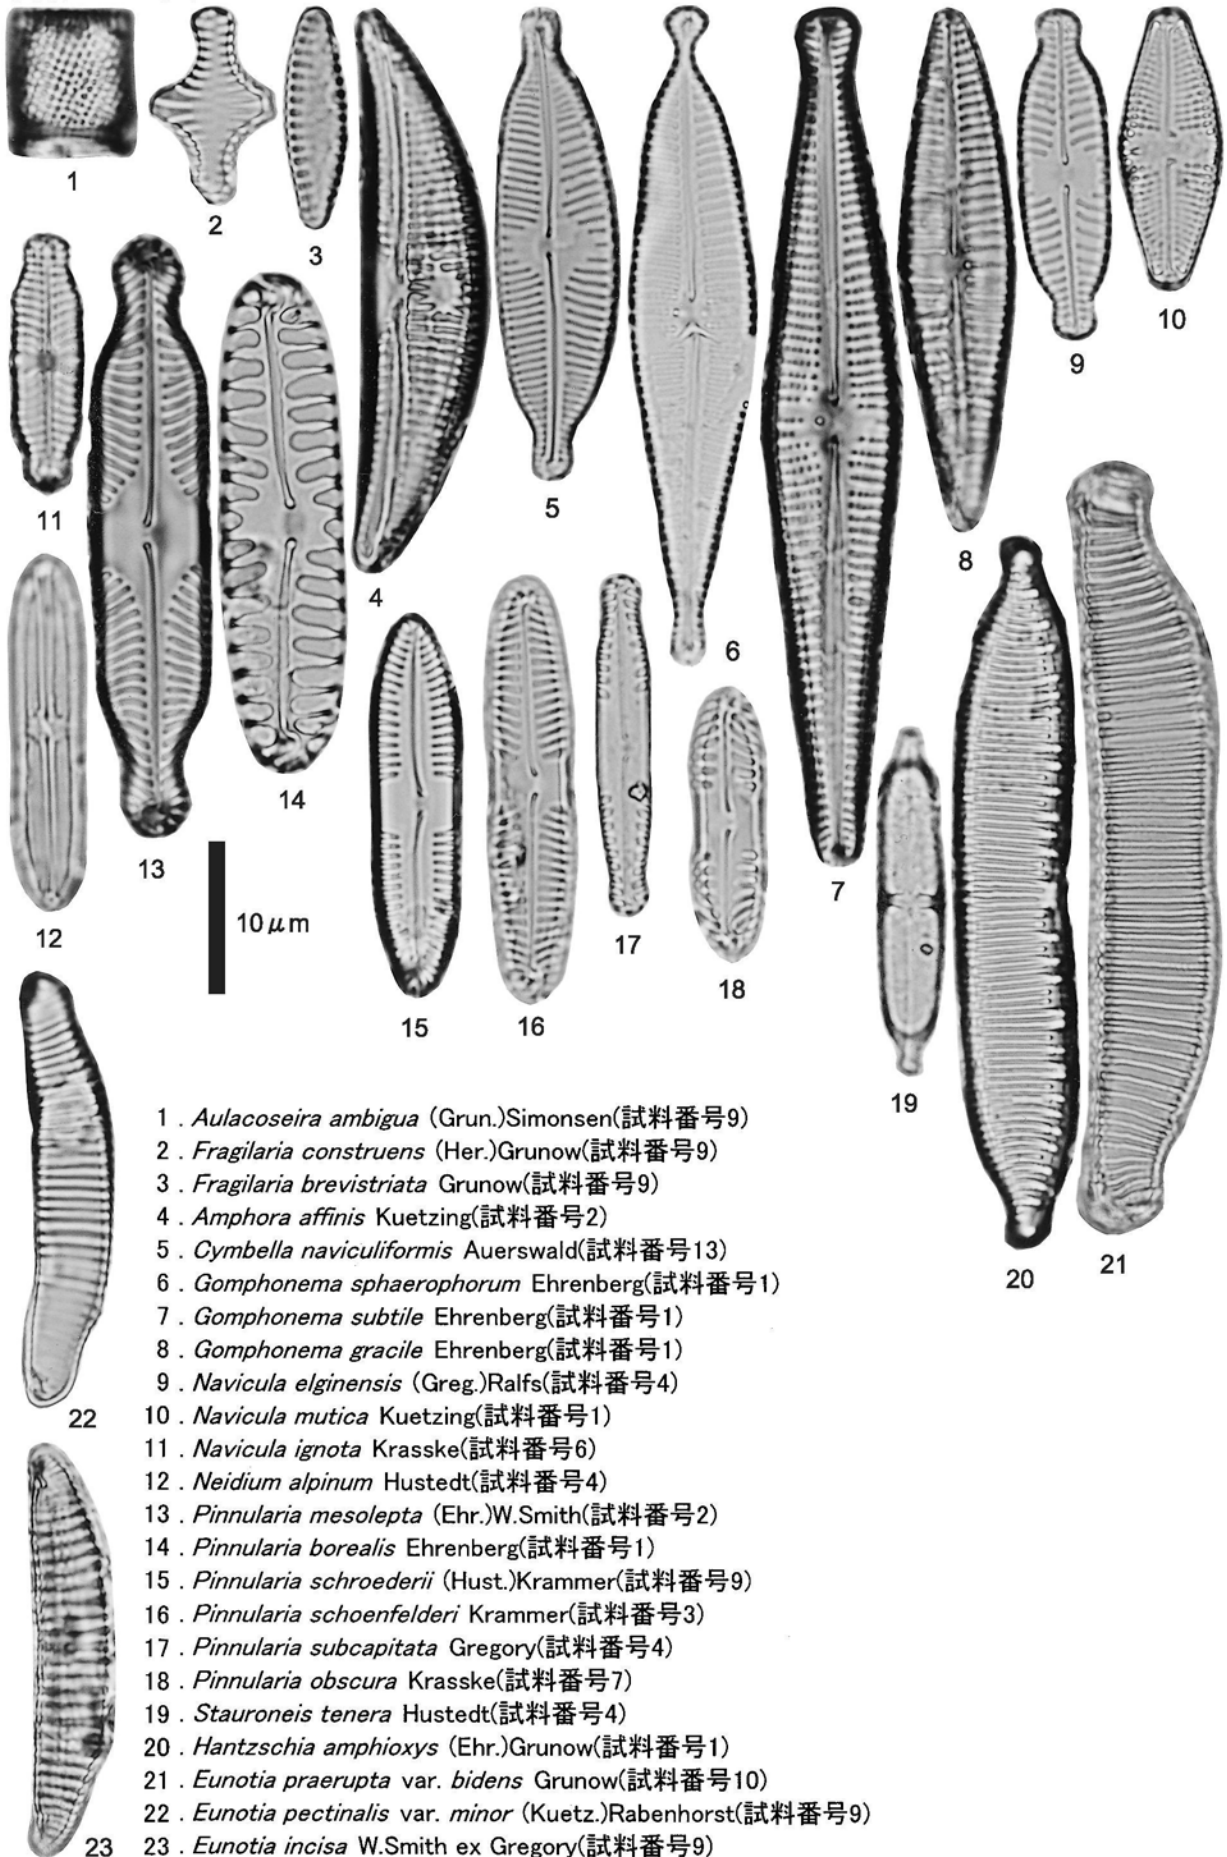 1
2
3
4
5
6
7
8
9
10
11
12
13
14
15
16
17
18
19
20
21
22
23
10μm
1 . Aulacoseira ambigua (Grun.)Simonsen(試料番号9)
2 . Fragilaria construens (Her.)Grunow(試料番号9)
3 . Fragilaria brevistriata Grunow(試料番号9)
4 . Amphora affinis Kuetzing(試料番号2)
5 . Cymbella naviculiformis Auerswald(試料番号13)
6 . Gomphonema sphaerophorum Ehrenberg(試料番号1)
7 . Gomphonema subtile Ehrenberg(試料番号1)
8 . Gomphonema gracile Ehrenberg(試料番号1)
9 . Navicula elginensis (Greg.)Ralfs(試料番号4)
10 . Navicula mutica Kuetzing(試料番号1)
11 . Navicula ignota Krasske(試料番号6)
12 . Neidium alpinum Hustedt(試料番号4)
13 . Pinnularia mesolepta (Ehr.)W.Smith(試料番号2)
14 . Pinnularia borealis Ehrenberg(試料番号1)
15 . Pinnularia schroederii (Hust.)Krammer(試料番号9)
16 . Pinnularia schoenfelderi Krammer(試料番号3)
17 . Pinnularia subcapitata Gregory(試料番号4)
18 . Pinnularia obscura Krasske(試料番号7)
19 . Stauroneis tenera Hustedt(試料番号4)
20 . Hantzschia amphioxys (Ehr.)Grunow(試料番号1)
21 . Eunotia praerupta var. bidens Grunow(試料番号10)
22 . Eunotia pectinalis var. minor (Kuetz.)Rabenhorst(試料番号9)
23 . Eunotia incisa W.Smith ex Gregory(試料番号9)